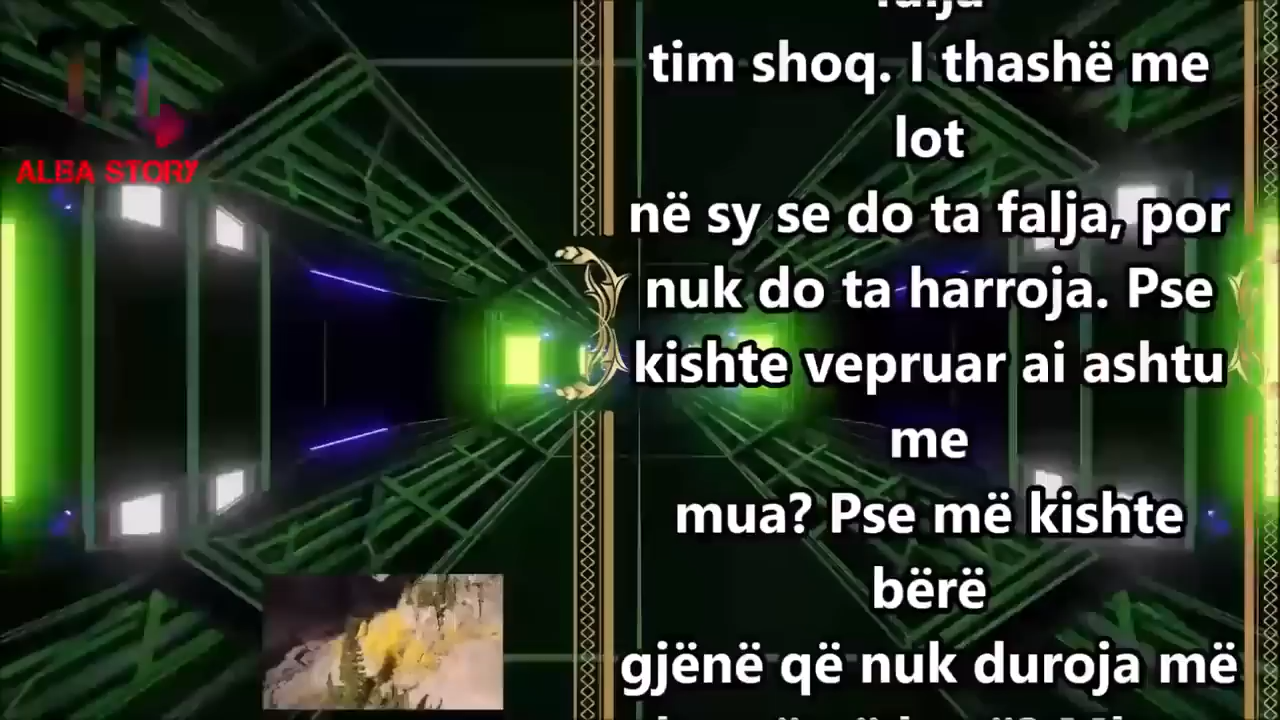 ALBA STORY
falja
tim shoq. I thashë me
lot
në sy se do ta falja, por
nuk do ta harroja. Pse
kishte vepruar ai ashtu
me
mua? Pse më kishte
bërë
gjënë që nuk duroja më